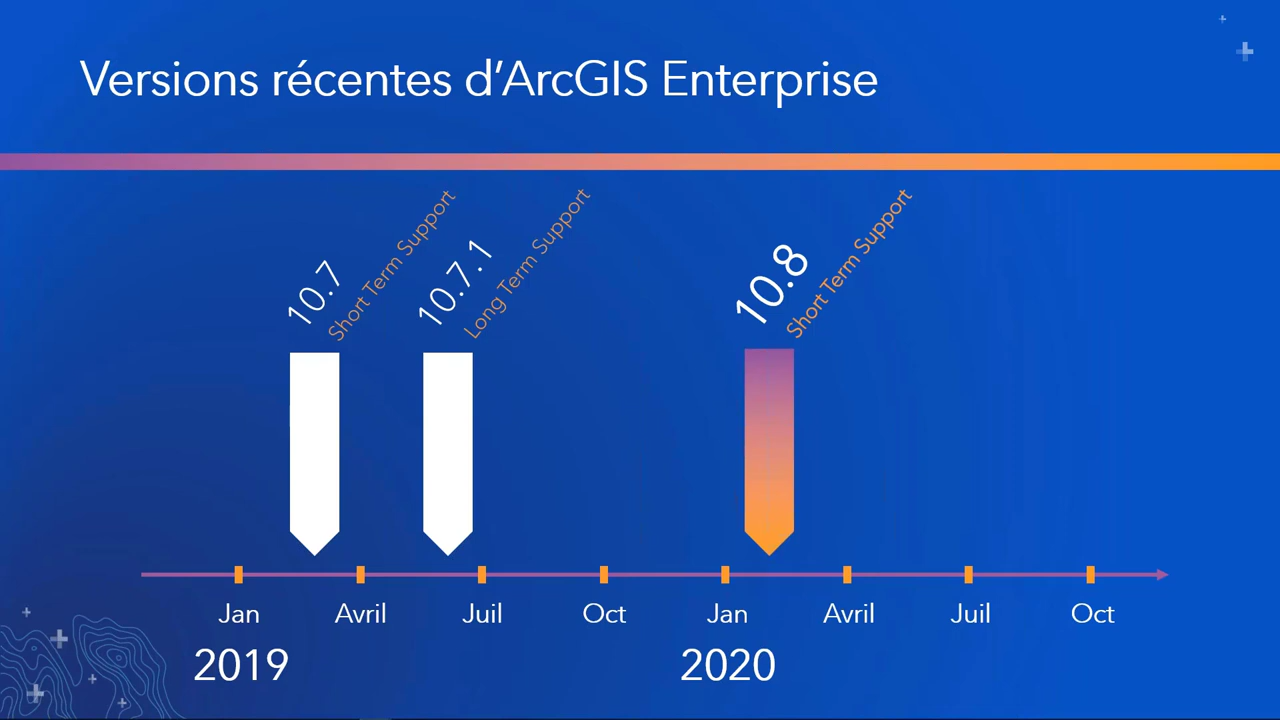 Versions récentes d’ArcGIS Enterprise
10.7
Short Term Support
10.7.1
Long Term Support
10.8
Short Term Support
Jan
Avril
Juil
Oct
Jan
Avril
Juil
Oct
2019
2020